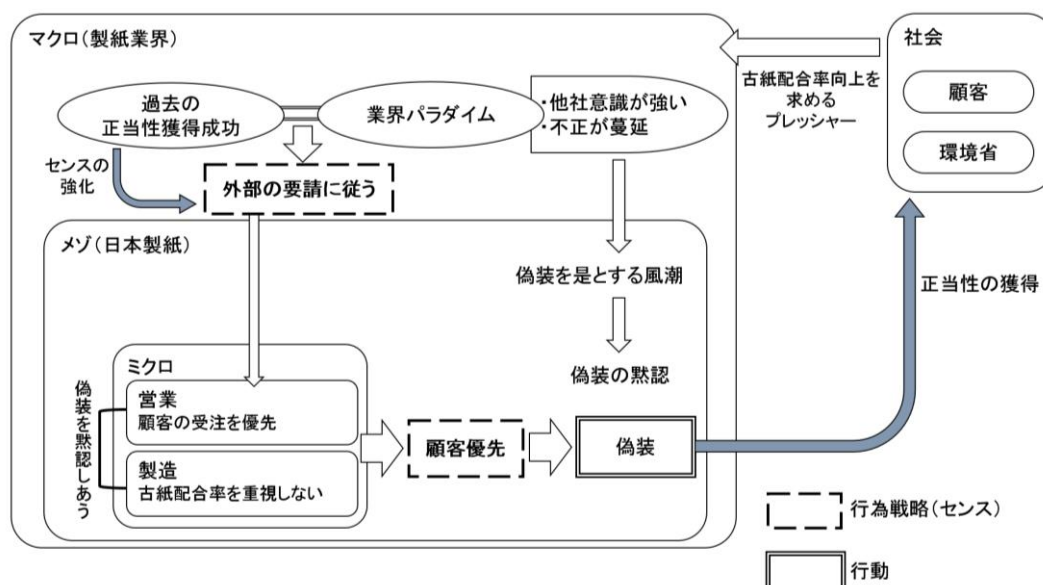 マクロ(製紙業界)
過去の
正当性獲得成功
業界パラダイム
・他社意識が強い
・不正が蔓延
センスの
強化
外部の要請に従う
社会
顧客
環境省
古紙配合率向上を
求める
プレッシャー
メゾ(日本製紙)
偽装を是とする風潮
偽装の黙認
ミクロ
営業
顧客の受注を優先
製造
古紙配合率を重視しない
偽装を黙認しあう
顧客優先
偽装
正当性の獲得
行為戦略(センス)
行動